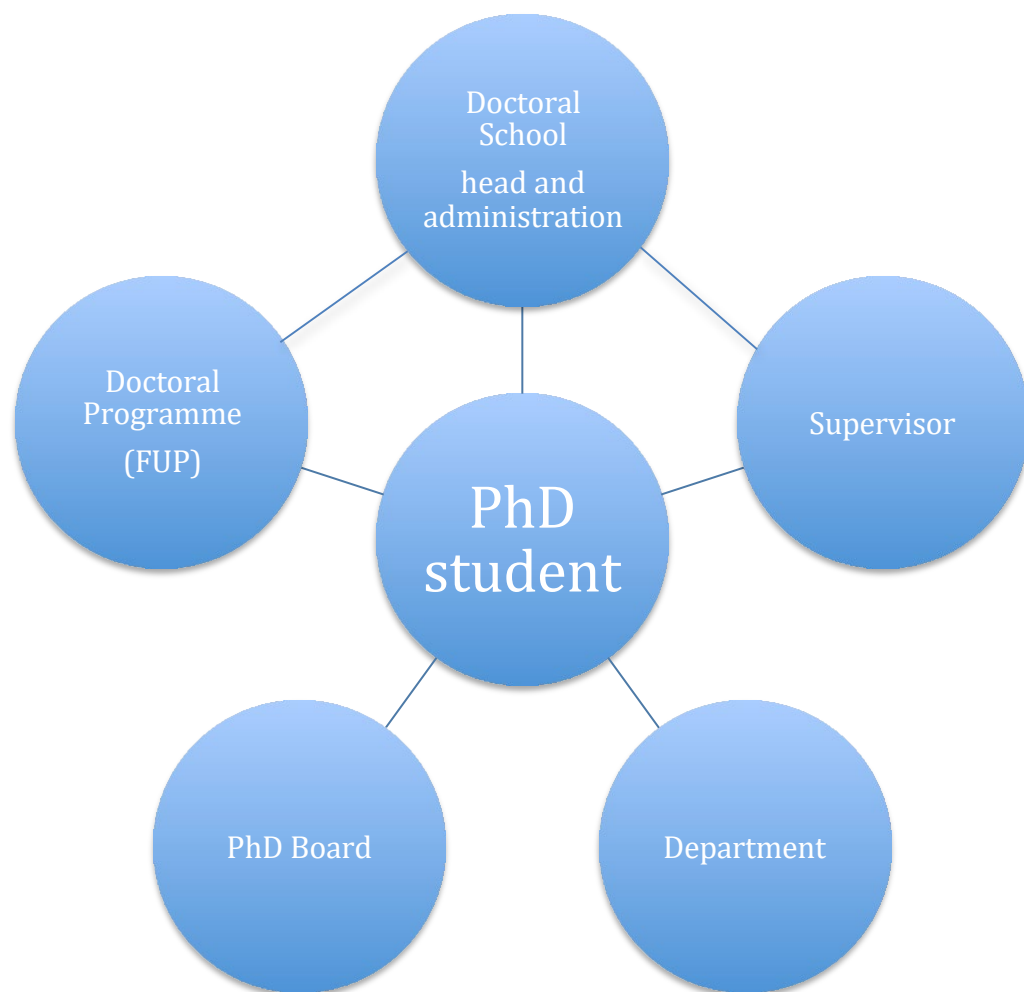 Doctoral
School
head and
administration
Doctoral
Programme
(FUP)
Supervisor
PhD
student
PhD Board
Department